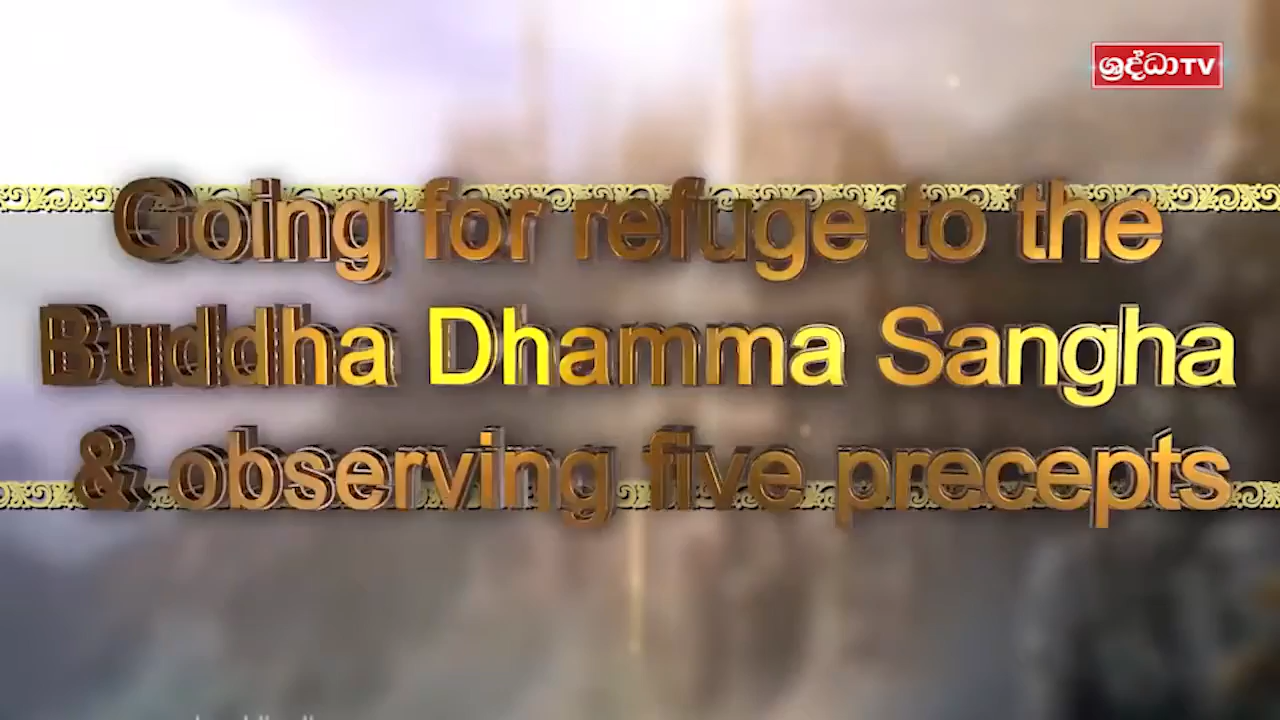 ශ්‍රද්ධාTV
Going for refuge to the
Buddha Dhamma Sangha
& observing five precepts